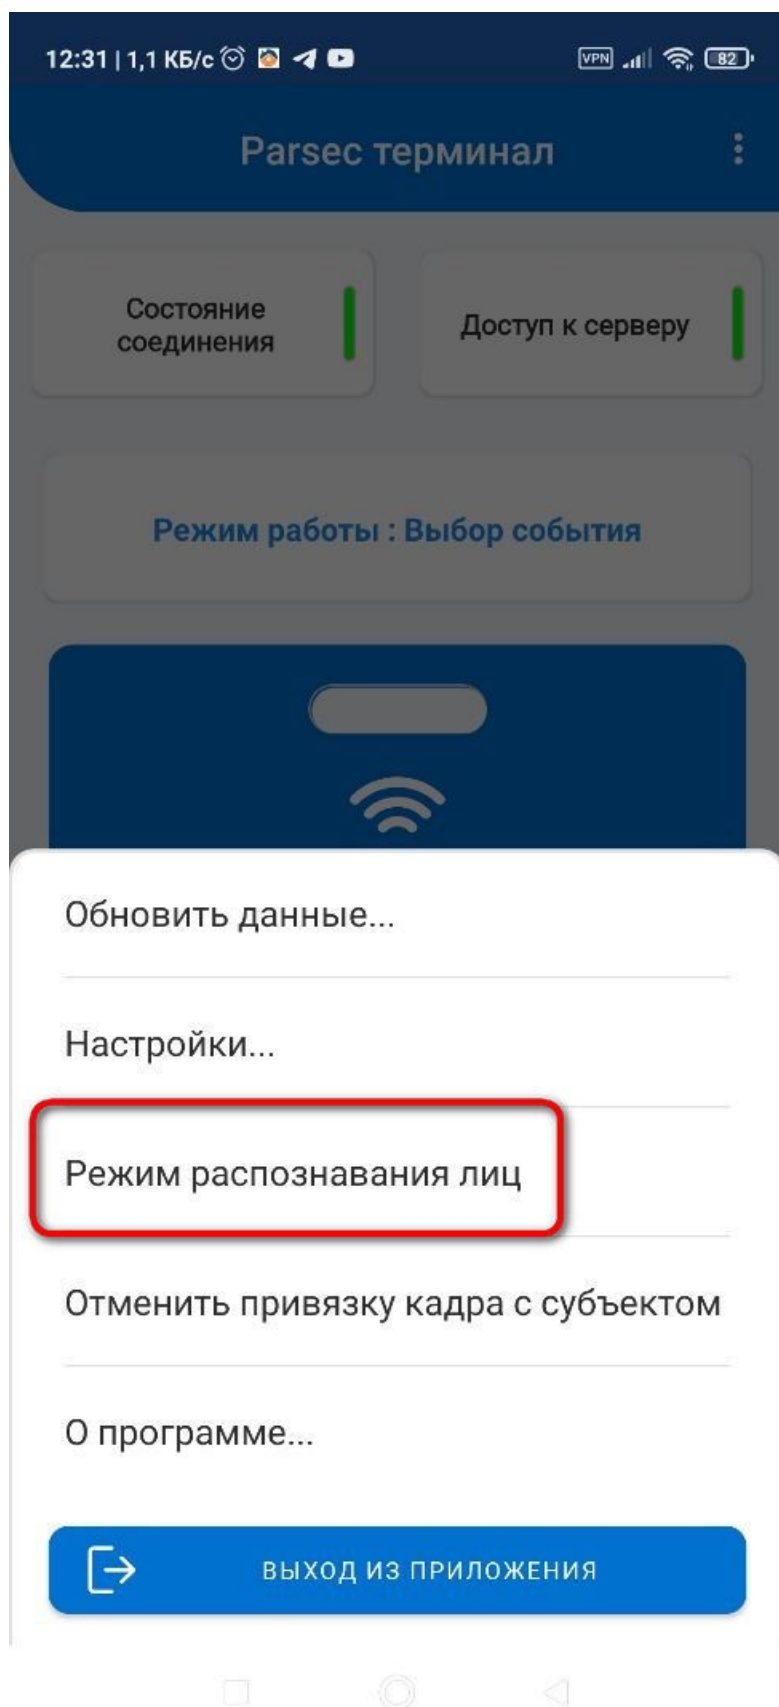 12:31 | 1,1 КБ/с
VPN 82
Parsec терминал
Состояние
соединения
Доступ к серверу
Режим работы : Выбор события
Обновить данные...
Настройки...
Режим распознавания лиц
Отменить привязку кадра с субъектом
О программе...
ВЫХОД ИЗ ПРИЛОЖЕНИЯ